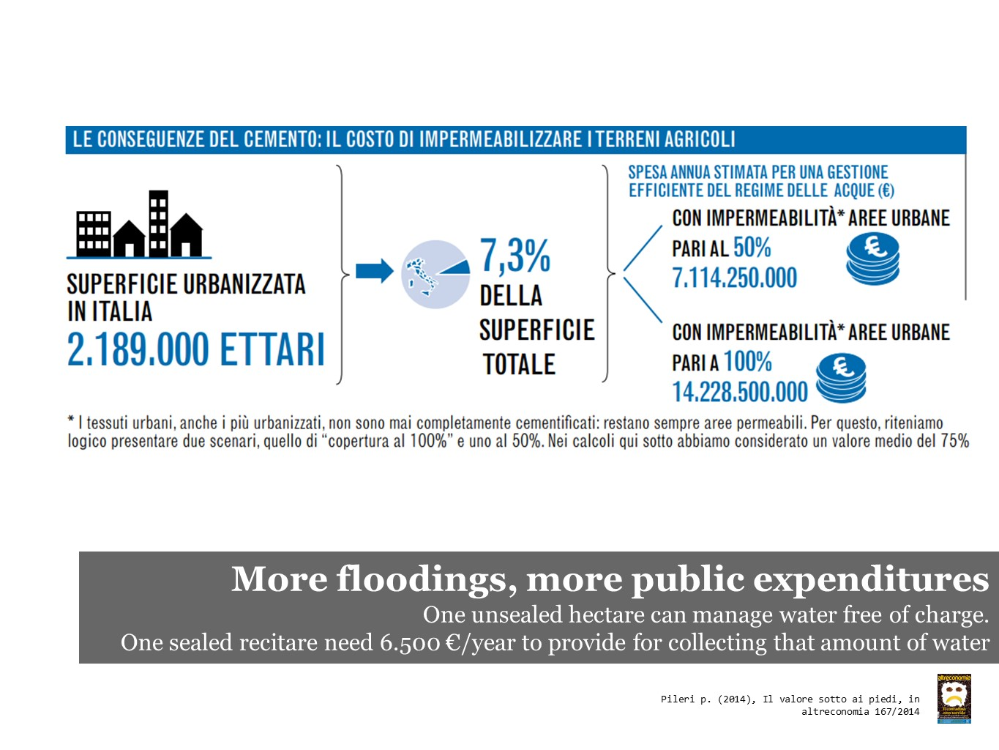 LE CONSEGUENZE DEL CEMENTO: IL COSTO DI IMPERMEABILIZZARE I TERRENI AGRICOLI
SUPERFICIE URBANIZZATA
IN ITALIA
2.189.000 ETTARI
7,3%
DELLA
SUPERFICIE
TOTALE
SPESA ANNUA STIMATA PER UNA GESTIONE
EFFICIENTE DEL REGIME DELLE ACQUE (€)
CON IMPERMEABILITÀ* AREE URBANE
PARI AL 50%
7.114.250.000
€
CON IMPERMEABILITÀ* AREE URBANE
PARI A 100%
14.228.500.000
€
* I tessuti urbani, anche i più urbanizzati, non sono mai completamente cementificati: restano sempre aree permeabili. Per questo, riteniamo
logico presentare due scenari, quello di “copertura al 100%” e uno al 50%. Nei calcoli qui sotto abbiamo considerato un valore medio del 75%
More floodings, more public expenditures
One unsealed hectare can manage water free of charge.
One sealed recitare need 6.500 €/year to provide for collecting that amount of water
Pileri p. (2014), Il valore sotto ai piedi, in
altreconomia 167/2014
altreconomia
Il contadino
non sorride